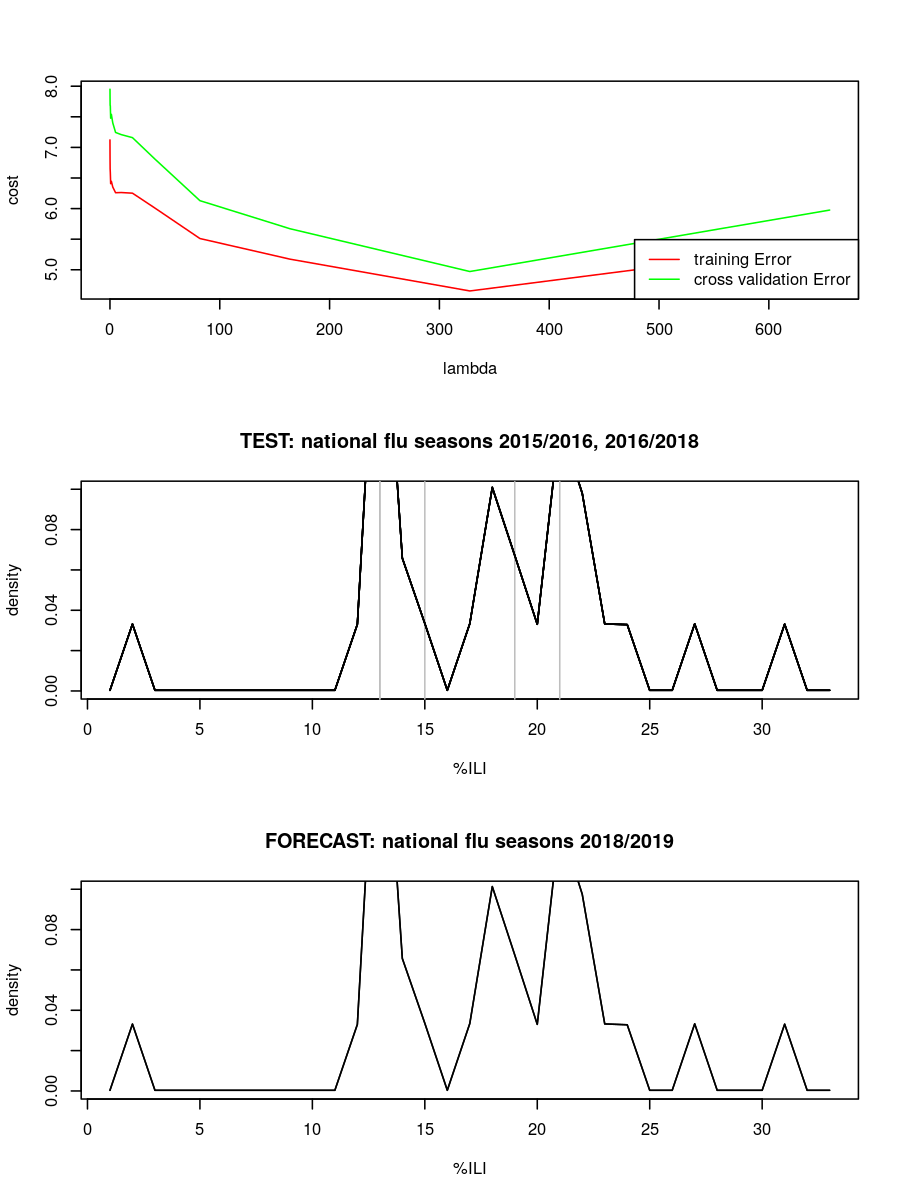 cost
8.0
7.0
6.0
5.0
training Error
cross validation Error
0 100 200 300 400 500 600
lambda
TEST: national flu seasons 2015/2016, 2016/2018
density
0.08
0.04
0.00
0 5 10 15 20 25 30
%ILI
FORECAST: national flu seasons 2018/2019
density
0.08
0.04
0.00
0 5 10 15 20 25 30
%ILI